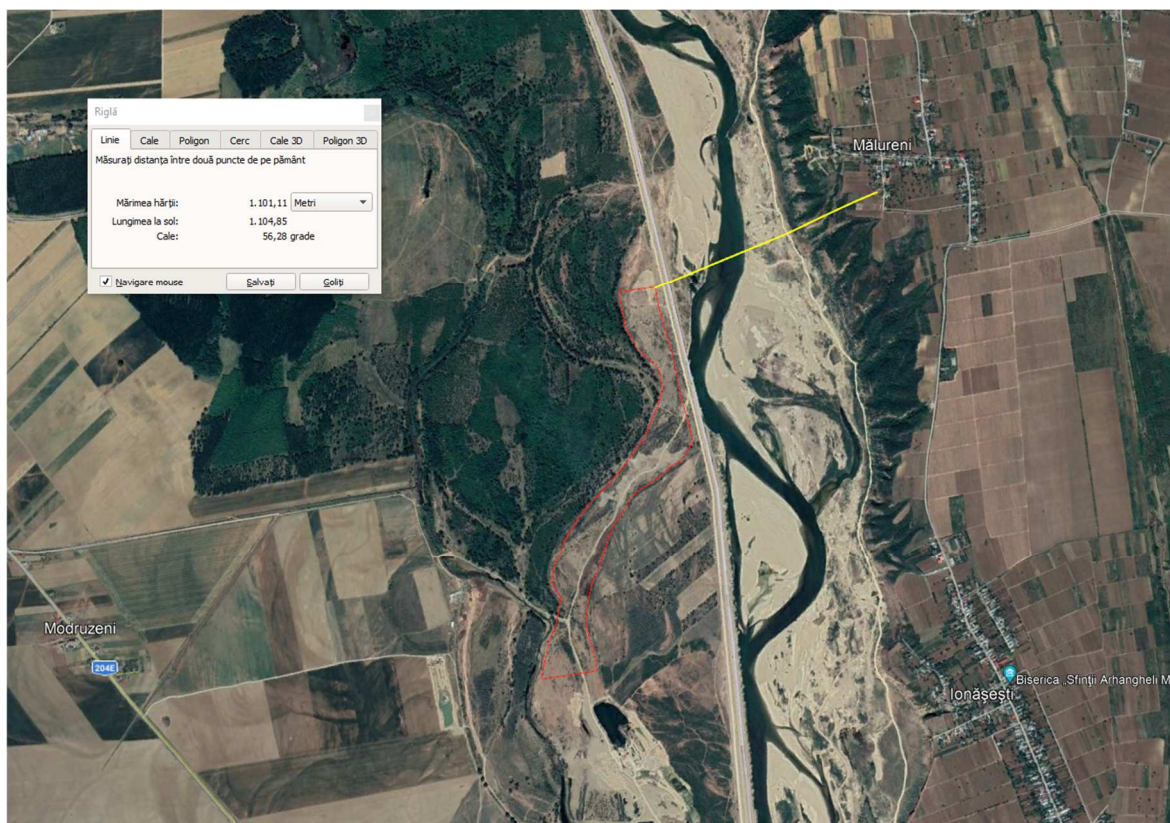 Riglă
Linie Cale Poligon Cerc Cale 3D Poligon 3D
Măsurați distanța între două puncte de pe pământ
Mărimea hărții: 1.101,11 Metri
Lungimea la sol: 1.104,85
Cale: 56,28 grade
Navigare mouse Salvați Goliți
Mălureni
Modruzeni
204E
Biserica „Sfinții Arhangheli M
Ionășești